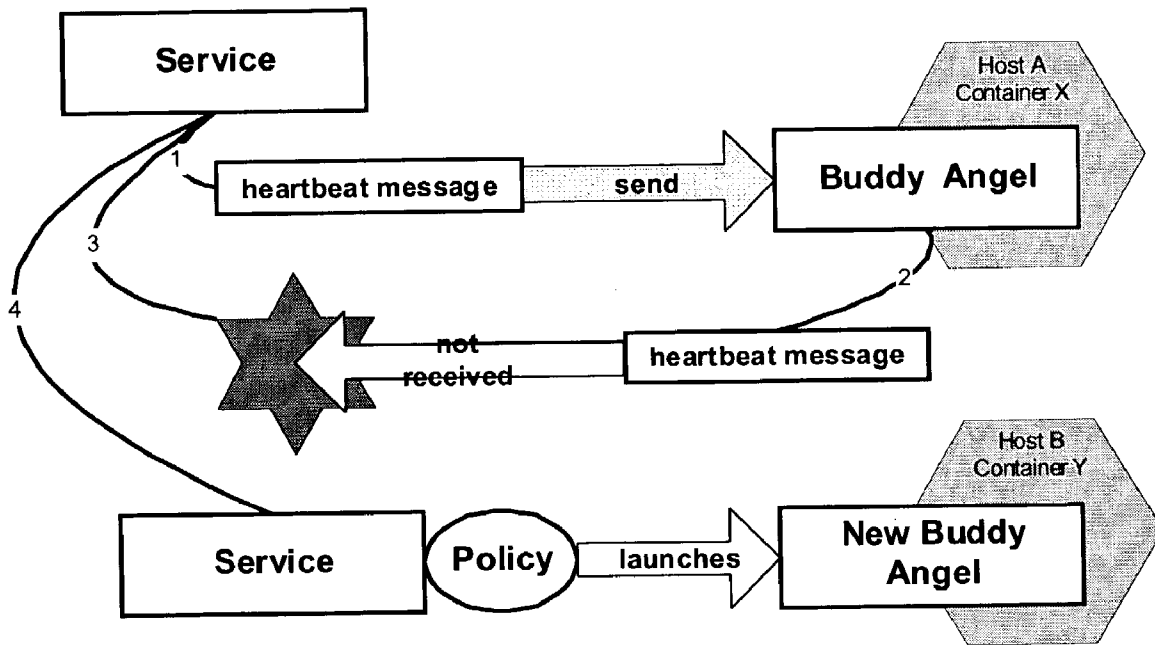 Service
Host A
Container X
1
heartbeat message
send
Buddy Angel
3
2
4
not
received
heartbeat message
Host B
Container Y
Service
Policy
launches
New Buddy
Angel